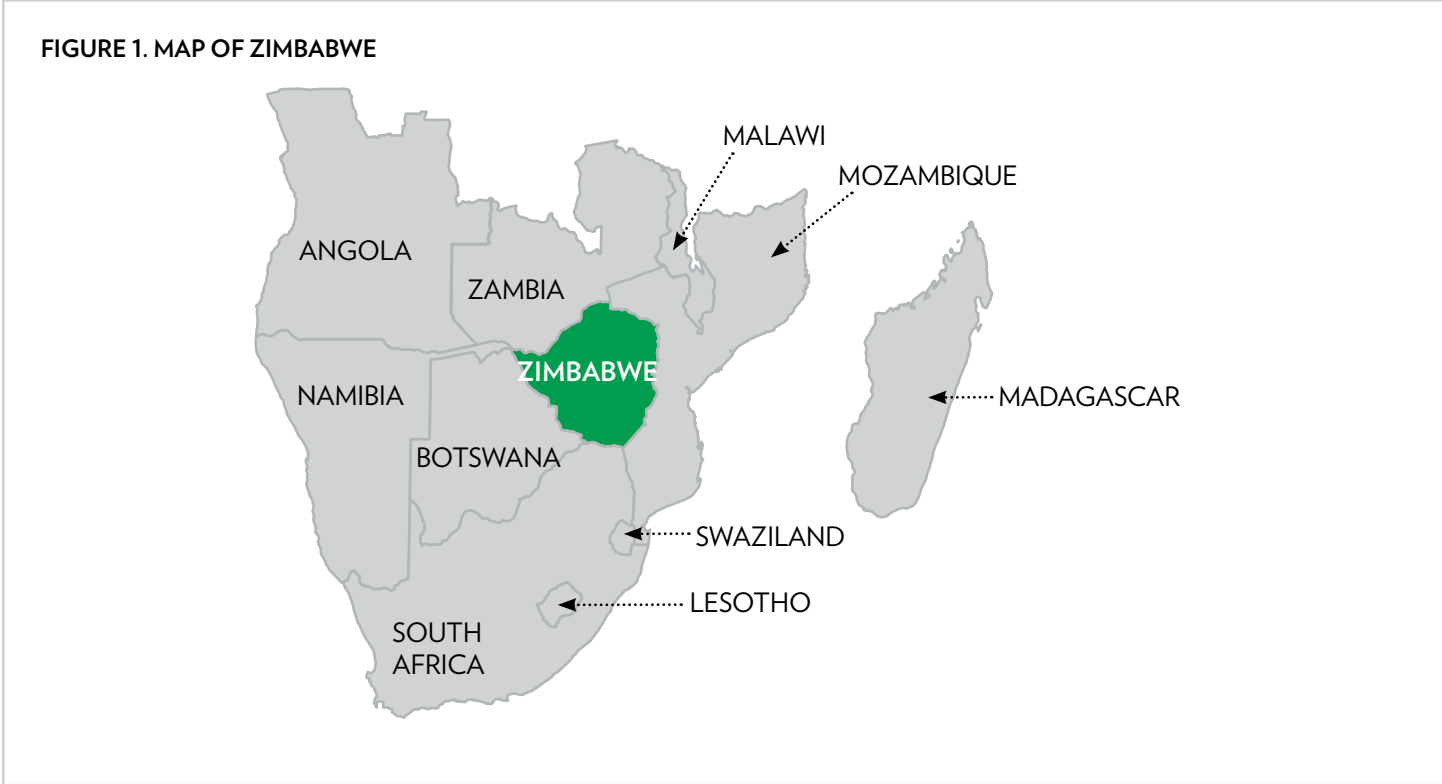 FIGURE 1. MAP OF ZIMBABWE
MALAWI
MOZAMBIQUE
ANGOLA
ZAMBIA
ZIMBABWE
NAMIBIA
MADAGASCAR
BOTSWANA
SWAZILAND
LESOTHO
SOUTH
AFRICA